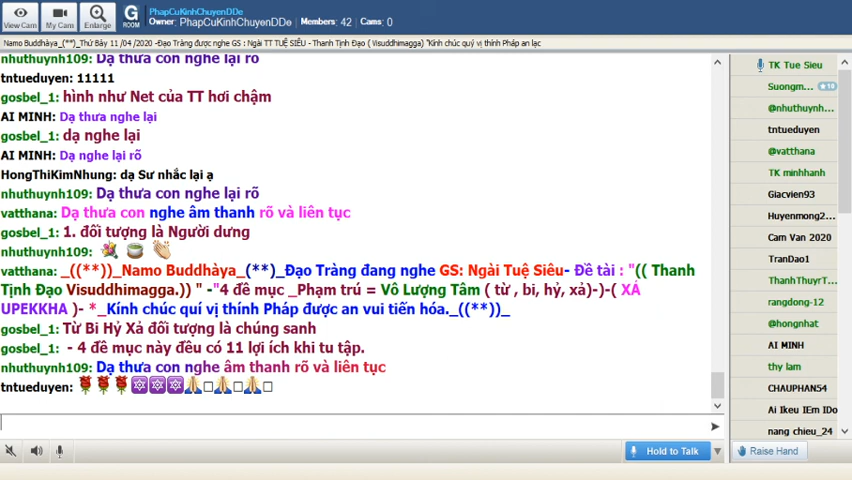 View Cam
My Cam
Enlarge
G
ROOM
PhapCuKinhChuyenDDe
Owner: PhapCuKinhChuyenDDe Members: 42 Cams: 0
Namo Buddhàya_(**)_Thứ Bảy 11 /04 /2020 -Đạo Tràng được nghe GS : Ngài TT TUỆ SIÊU - Thanh Tịnh Đạo ( Visuddhimagga) "Kính chúc quý vị thính Pháp an lạc
nhuthuynh109: Dạ thưa con nghe lại rõ
tntueduyen: 11111
gosbel_1: hình như Net của TT hơi chậm
AI MINH: Dạ thưa nghe lại
gosbel_1: dạ nghe lại
AI MINH: Dạ nghe lại rõ
HongThiKimNhung: dạ Sư nhắc lại ạ
nhuthuynh109: Dạ thưa con nghe lại rõ
vatthana: Dạ thưa con nghe âm thanh rõ và liên tục
gosbel_1: 1. đối tượng là Người dưng
nhuthuynh109:
vatthana: _((**))_Namo Buddhàya_(**)_Đạo Tràng đang nghe GS: Ngài Tuệ Siêu- Đề tài : "(( Thanh
Tịnh Đạo Visuddhimagga.)) " -"4 đề mục _Phạm trú = Vô Lượng Tâm ( từ , bi, hỷ, xả)-)-( XẢ
UPEKKHA )- *_Kính chúc quí vị thính Pháp được an vui tiến hóa._((**))_
gosbel_1: Từ Bi Hỷ Xả đối tượng là chúng sanh
gosbel_1: - 4 đề mục này đều có 11 lợi ích khi tu tập.
nhuthuynh109: Dạ thưa con nghe âm thanh rõ và liên tục
tntueduyen:
TK Tue Sieu
Suongm... 10
@nhuthuynh...
tntueduyen
@vatthana
TK minhhanh
Giacvien93
Huyenmong2...
Cam Van 2020
TranDao1
ThanhThuyrT...
rangdong-12
@hongnhat
AI MINH
thy lam
CHAUPHAN54
Ai Ikeu IEm IDo
nang chieu_24
Hold to Talk
Raise Hand